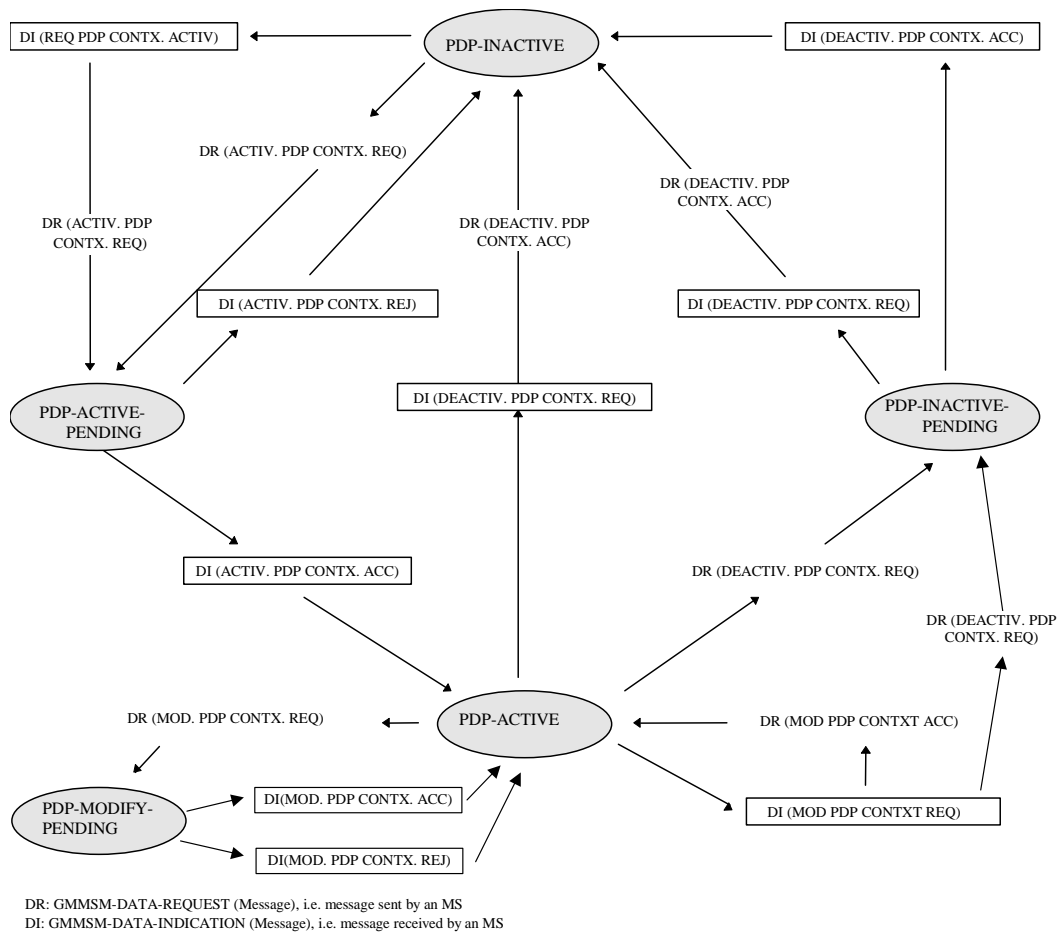 DI (REQ PDP CONTX. ACTIV)
PDP-INACTIVE
DI (DEACTIV. PDP CONTX. ACC)
DR (ACTIV. PDP CONTX. REQ)
DR (DEACTIV. PDP
CONTX. ACC)
DR (ACTIV. PDP
CONTX. REQ)
DR (DEACTIV. PDP
CONTX. ACC)
DI (ACTIV. PDP CONTX. REJ)
DI (DEACTIV. PDP CONTX. REQ)
DI (DEACTIV. PDP CONTX. REQ)
PDP-ACTIVE-
PENDING
PDP-INACTIVE-
PENDING
DI (ACTIV. PDP CONTX. ACC)
DR (DEACTIV. PDP CONTX. REQ)
DR (DEACTIV. PDP
CONTX. REQ)
DR (MOD. PDP CONTX. REQ)
PDP-ACTIVE
DR (MOD PDP CONTXT ACC)
PDP-MODIFY-
PENDING
DI(MOD. PDP CONTX. ACC)
DI (MOD PDP CONTXT REQ)
DI(MOD. PDP CONTX. REJ)
DR: GMMSM-DATA-REQUEST (Message), i.e. message sent by an MS
DI: GMMSM-DATA-INDICATION (Message), i.e. message received by an MS